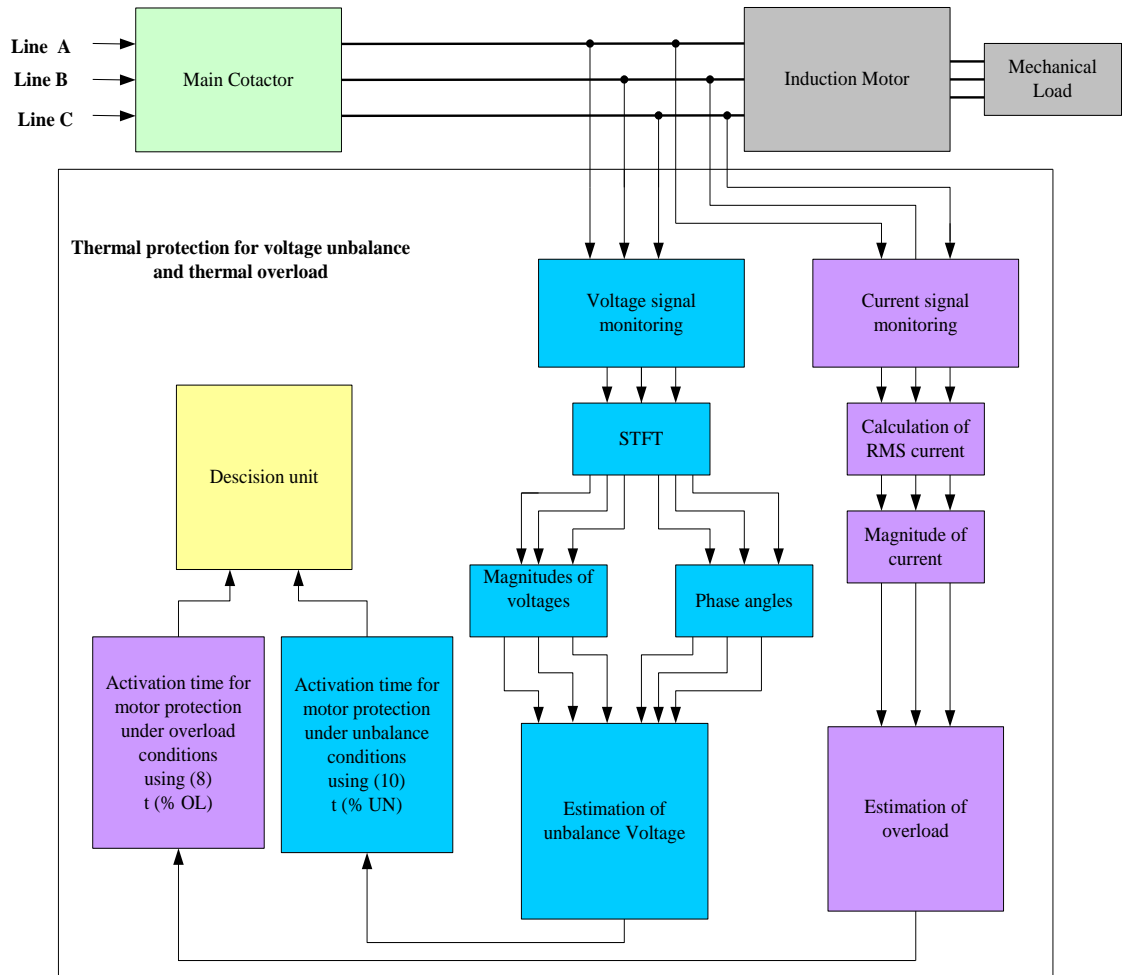 Line A
Line B
Line C
Main Cotactor
Induction Motor
Mechanical
Load
Thermal protection for voltage unbalance
and thermal overload
Voltage signal
monitoring
Current signal
monitoring
STFT
Calculation of
RMS current
Descision unit
Magnitude of
current
Magnitudes of
voltages
Phase angles
Activation time for
motor protection
under overload
conditions
using (8)
t (% OL)
Activation time for
motor protection
under unbalance
conditions
using (10)
t (% UN)
Estimation of
unbalance Voltage
Estimation of
overload